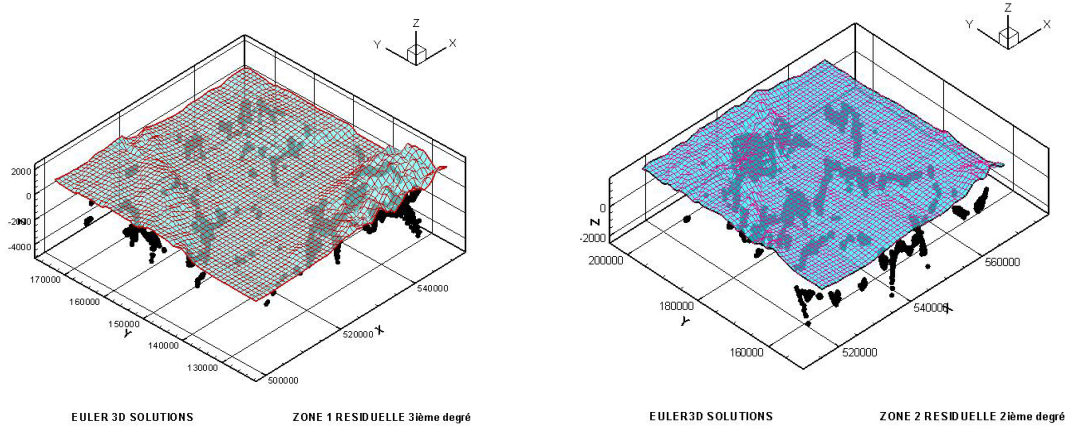 Z
Y
X
2000
0
-2000
-4000
Z
170000
160000
150000
140000
130000
Y
500000
520000
540000
X
EULER 3D SOLUTIONS
ZONE 1 RESIDUELLE 3ième degré
Z
Y
X
0
-2000
Z
200000
180000
160000
Y
520000
540000
560000
X
EULER3D SOLUTIONS
ZONE 2 RESIDUELLE 2ième degré